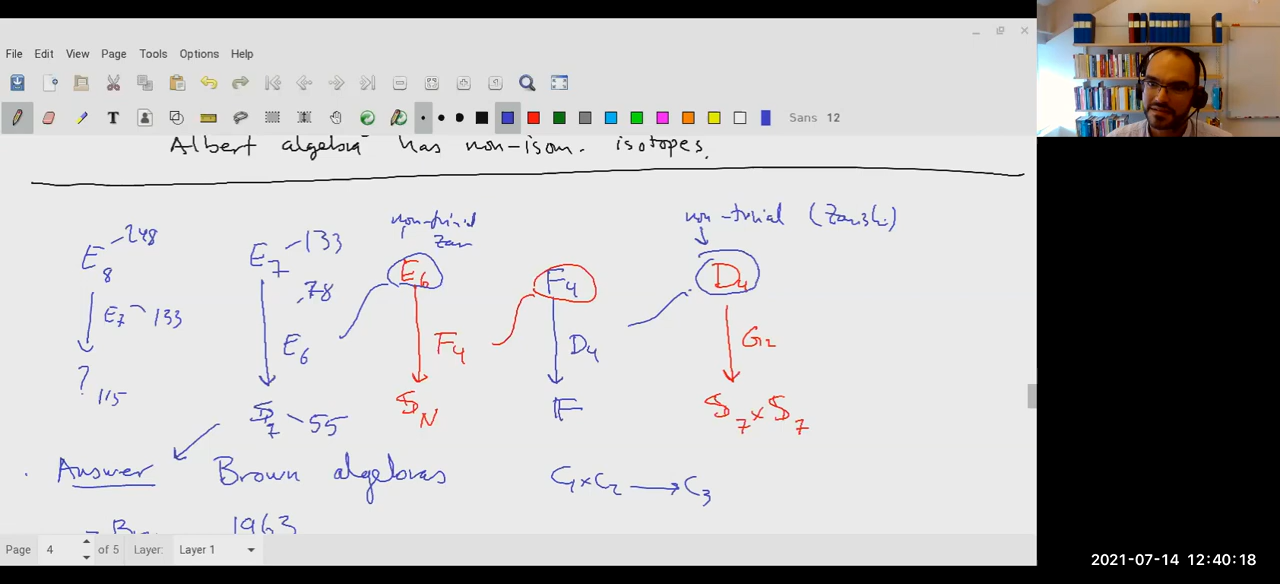 File Edit View Page Tools Options Help
Sans 12
Albert algebra has non-isom. isotopes.
non-trivial Zar
non-trivial (Zariski)
E8 248
E7 133
E6
F4
D4
E7 133
78
E6
F4
D4
G2
? 115
S7 55
SN
F
S7 x S7
Answer Brown algebras
C1 x C2 → C3
1963
Page 4 of 5 Layer: Layer 1
2021-07-14 12:40:18